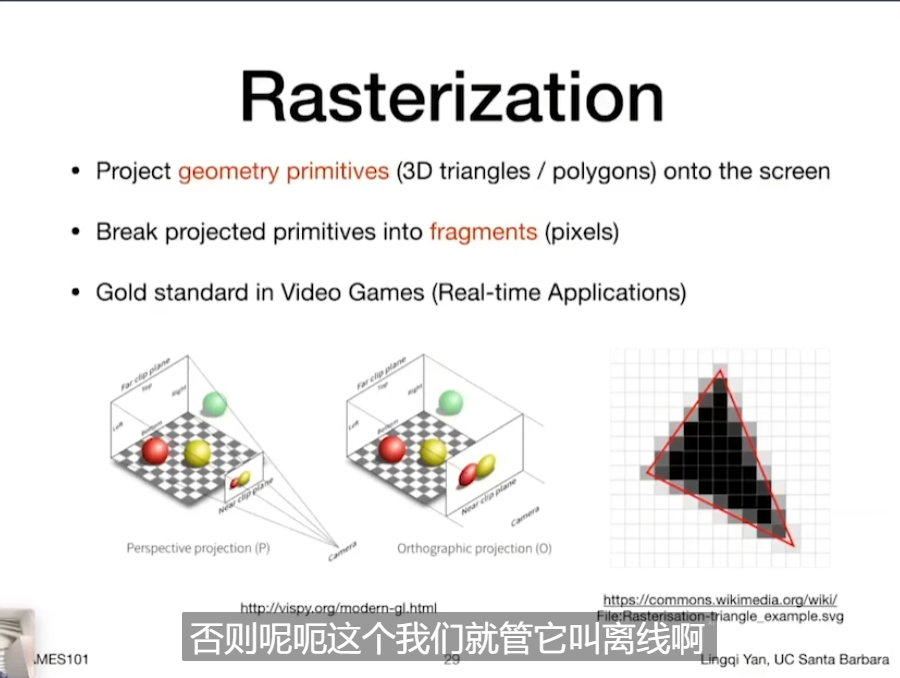 Rasterization
• Project geometry primitives (3D triangles / polygons) onto the screen
• Break projected primitives into fragments (pixels)
• Gold standard in Video Games (Real-time Applications)
Far clip plane
Top
Right
Left
Bottom
Near clip plane
Camera
Perspective projection (P)
Far clip plane
Top
Right
Left
Bottom
Near clip plane
Camera
Orthographic projection (O)
http://vispy.org/modern-gl.html
https://commons.wikimedia.org/wiki/
File:Rasterisation-triangle_example.svg
否则呢呃这个我们就管它叫离线啊
AMES101
29
Lingqi Yan, UC Santa Barbara